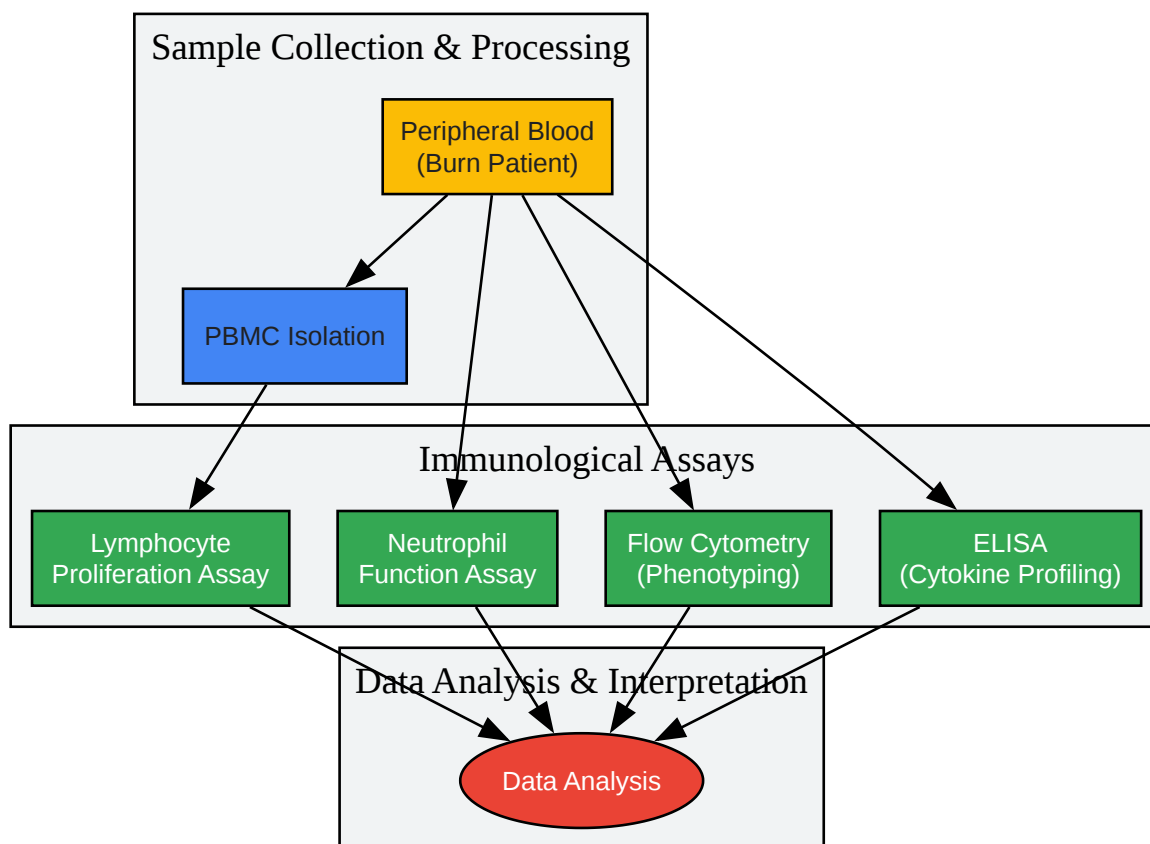 Sample Collection & Processing
Peripheral Blood
(Burn Patient)
PBMC Isolation
Immunological Assays
Lymphocyte
Proliferation Assay
Neutrophil
Function Assay
Flow Cytometry
(Phenotyping)
ELISA
(Cytokine Profiling)
Data Analysis & Interpretation
Data Analysis